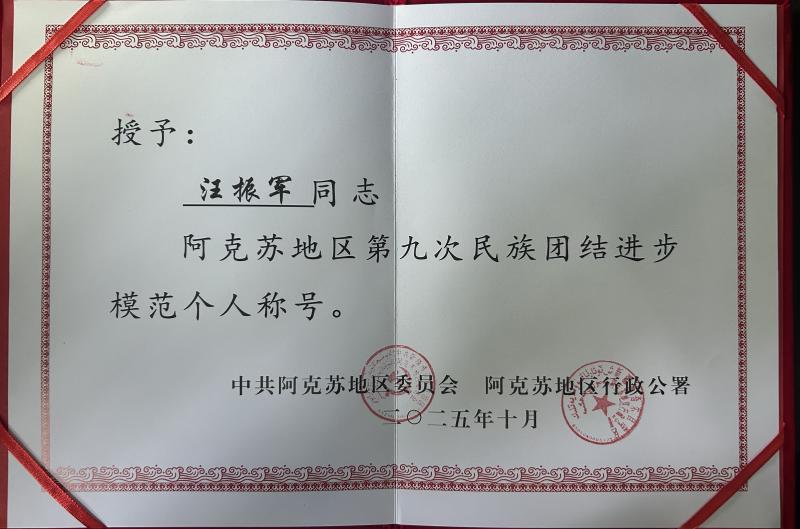 授予：
汪振军同志
阿克苏地区第九次民族团结进步
模范个人称号。
中共阿克苏地区委员会 阿克苏地区行政公署
二〇二五年十月